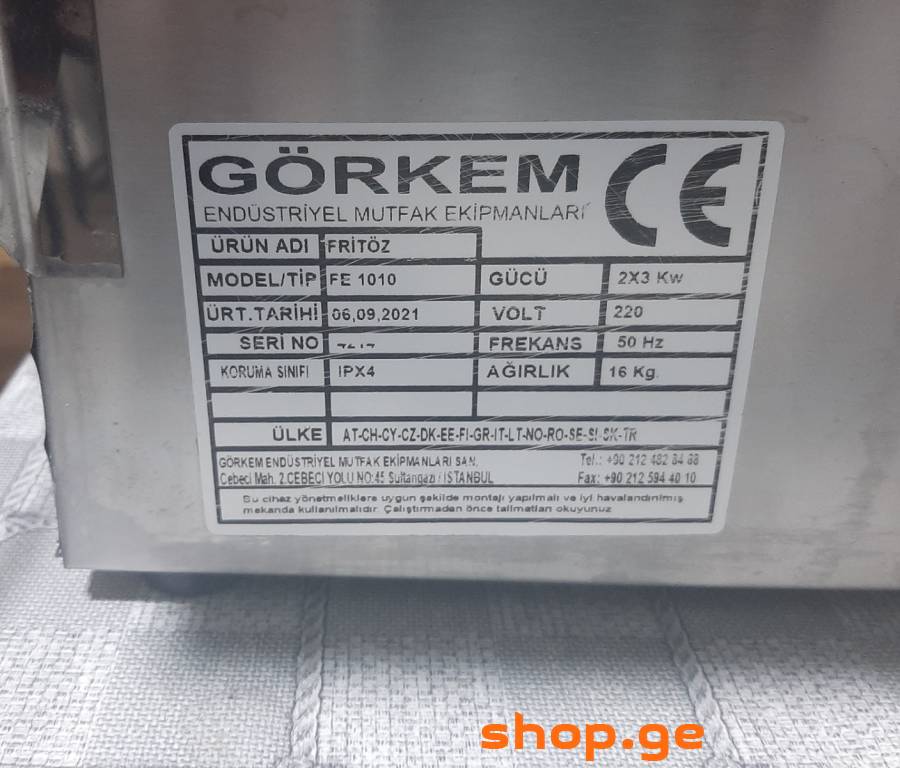 GÖRKEM CE
ENDÜSTRİYEL MUTFAK EKİPMANLARI
ÜRÜN ADI FRİTÖZ
MODEL/TİP FE 1010 GÜCÜ 2X3 Kw
ÜRT.TARİHİ 06,09,2021 VOLT 220
SERİ NO FREKANS 50 Hz
KORUMA SINIFI IPX4 AĞIRLIK 16 Kg
ÜLKE AT-CH-CY-CZ-DK-EE-FI-GR-IT-LT-NO-RO-SE-SI-SK-TR
GÖRKEM ENDÜSTRİYEL MUTFAK EKİPMANLARI SAN. Tel.: +90 212 482 84 88
Cebeci Mah. 2.CEBECİ YOLU NO:45 Sultangazi / İSTANBUL Fax: +90 212 594 40 10
Bu cihaz yönetmeliklere uygun şekilde montajı yapılmalı ve iyi havalandırılmış
mekanda kullanılmalıdır. Çalıştırmadan önce talimatları okuyunuz
shop.ge